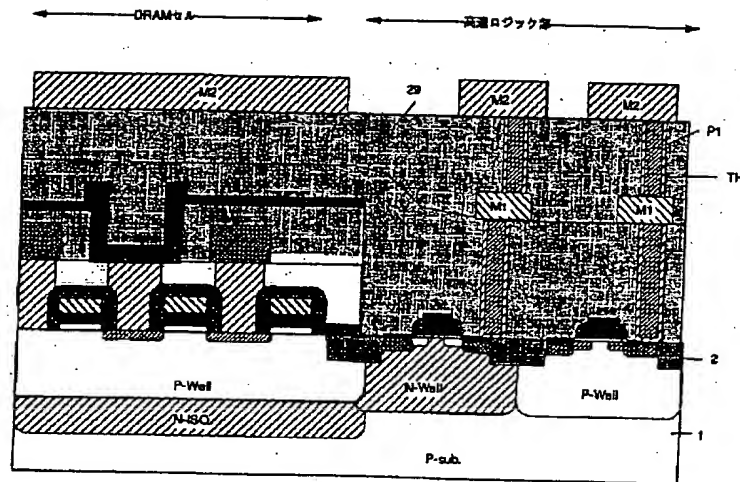 DRAMセル
高速ロジック部
M2
29
M2
M2
P1
TH
M1
M1
2
P-Well
N-Well
P-Well
N-ISO.
1
P-sub.